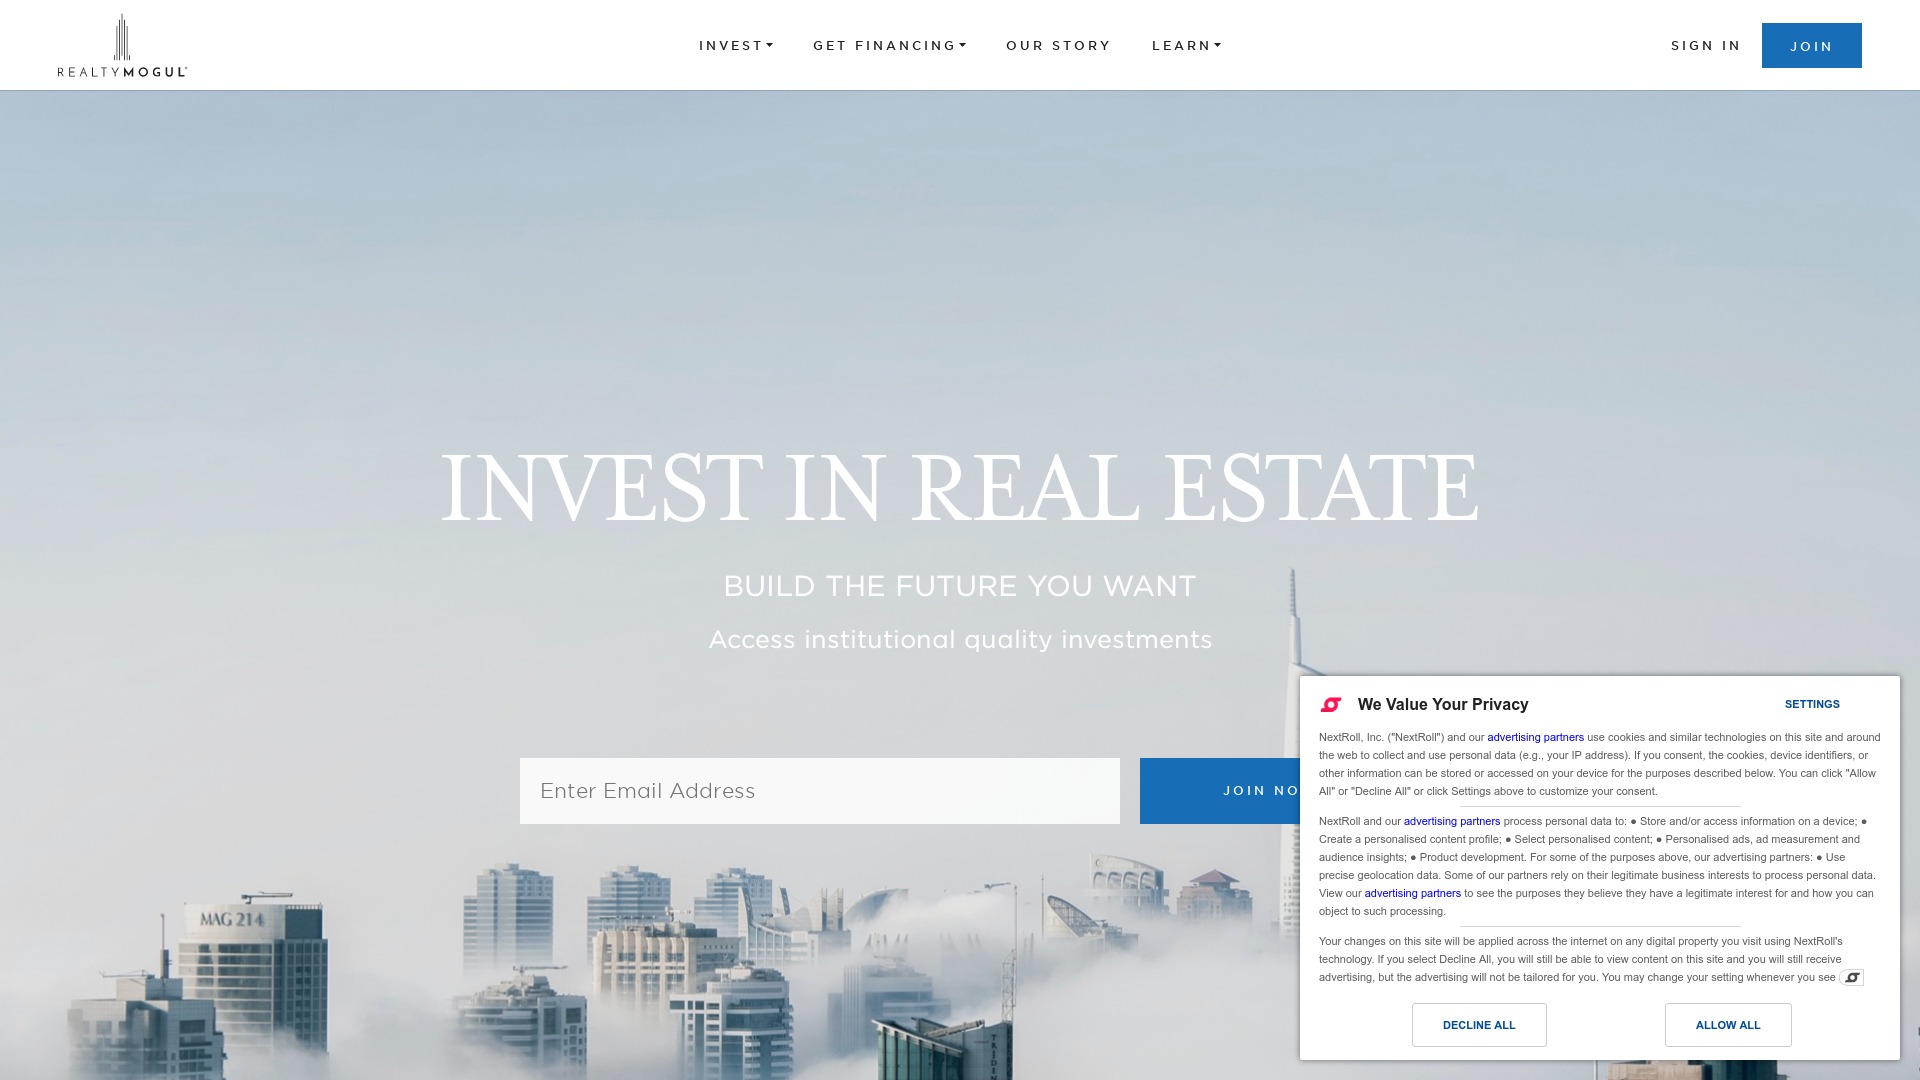 REALTYMOGUL
INVEST
GET FINANCING
OUR STORY
LEARN
SIGN IN
JOIN
INVEST IN REAL ESTATE
BUILD THE FUTURE YOU WANT
Access institutional quality investments
Enter Email Address
JOIN NO
MAG 214
TRIDEN
We Value Your Privacy
SETTINGS
NextRoll, Inc. ("NextRoll") and our advertising partners use cookies and similar technologies on this site and around
the web to collect and use personal data (e.g., your IP address). If you consent, the cookies, device identifiers, or
other information can be stored or accessed on your device for the purposes described below. You can click "Allow
All" or "Decline All" or click Settings above to customize your consent.
NextRoll and our advertising partners process personal data to: ● Store and/or access information on a device; ●
Create a personalised content profile; ● Select personalised content; ● Personalised ads, ad measurement and
audience insights; ● Product development. For some of the purposes above, our advertising partners: ● Use
precise geolocation data. Some of our partners rely on their legitimate business interests to process personal data.
View our advertising partners to see the purposes they believe they have a legitimate interest for and how you can
object to such processing.
Your changes on this site will be applied across the internet on any digital property you visit using NextRoll's
technology. If you select Decline All, you will still be able to view content on this site and you will still receive
advertising, but the advertising will not be tailored for you. You may change your setting whenever you see
DECLINE ALL
ALLOW ALL